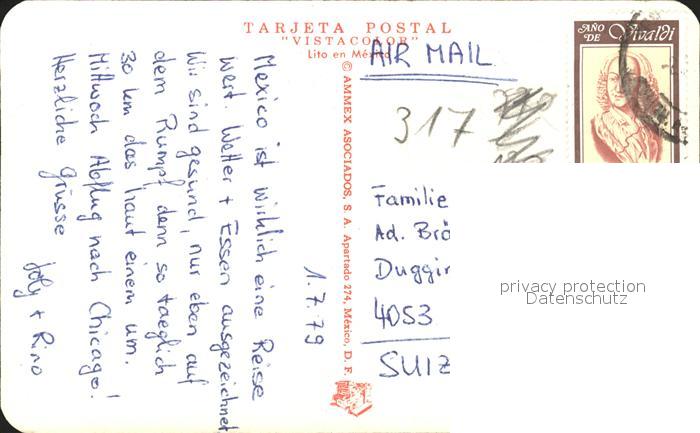 TARJETA POSTAL
"VISTACOLOR"
Lito en México
© AMMEX ASOCIADOS, S. A. Apartado 274, México, D. F.
AÑO DE Vivaldi
AIR MAIL
317
1.7.79
Mexico ist wirklich eine Reise
wert. Wetter + Essen ausgezeichnet
Wir sind gesund, nur eben auf
dem Rumpf denn so taeglich
30 km das haut einem um.
Mittwoch Abflug nach Chicago!
Herzliche Grüsse
+ Rino
Familie
Ad. Brö
Duggin
4053
SUIZ
privacy protection
Datenschutz